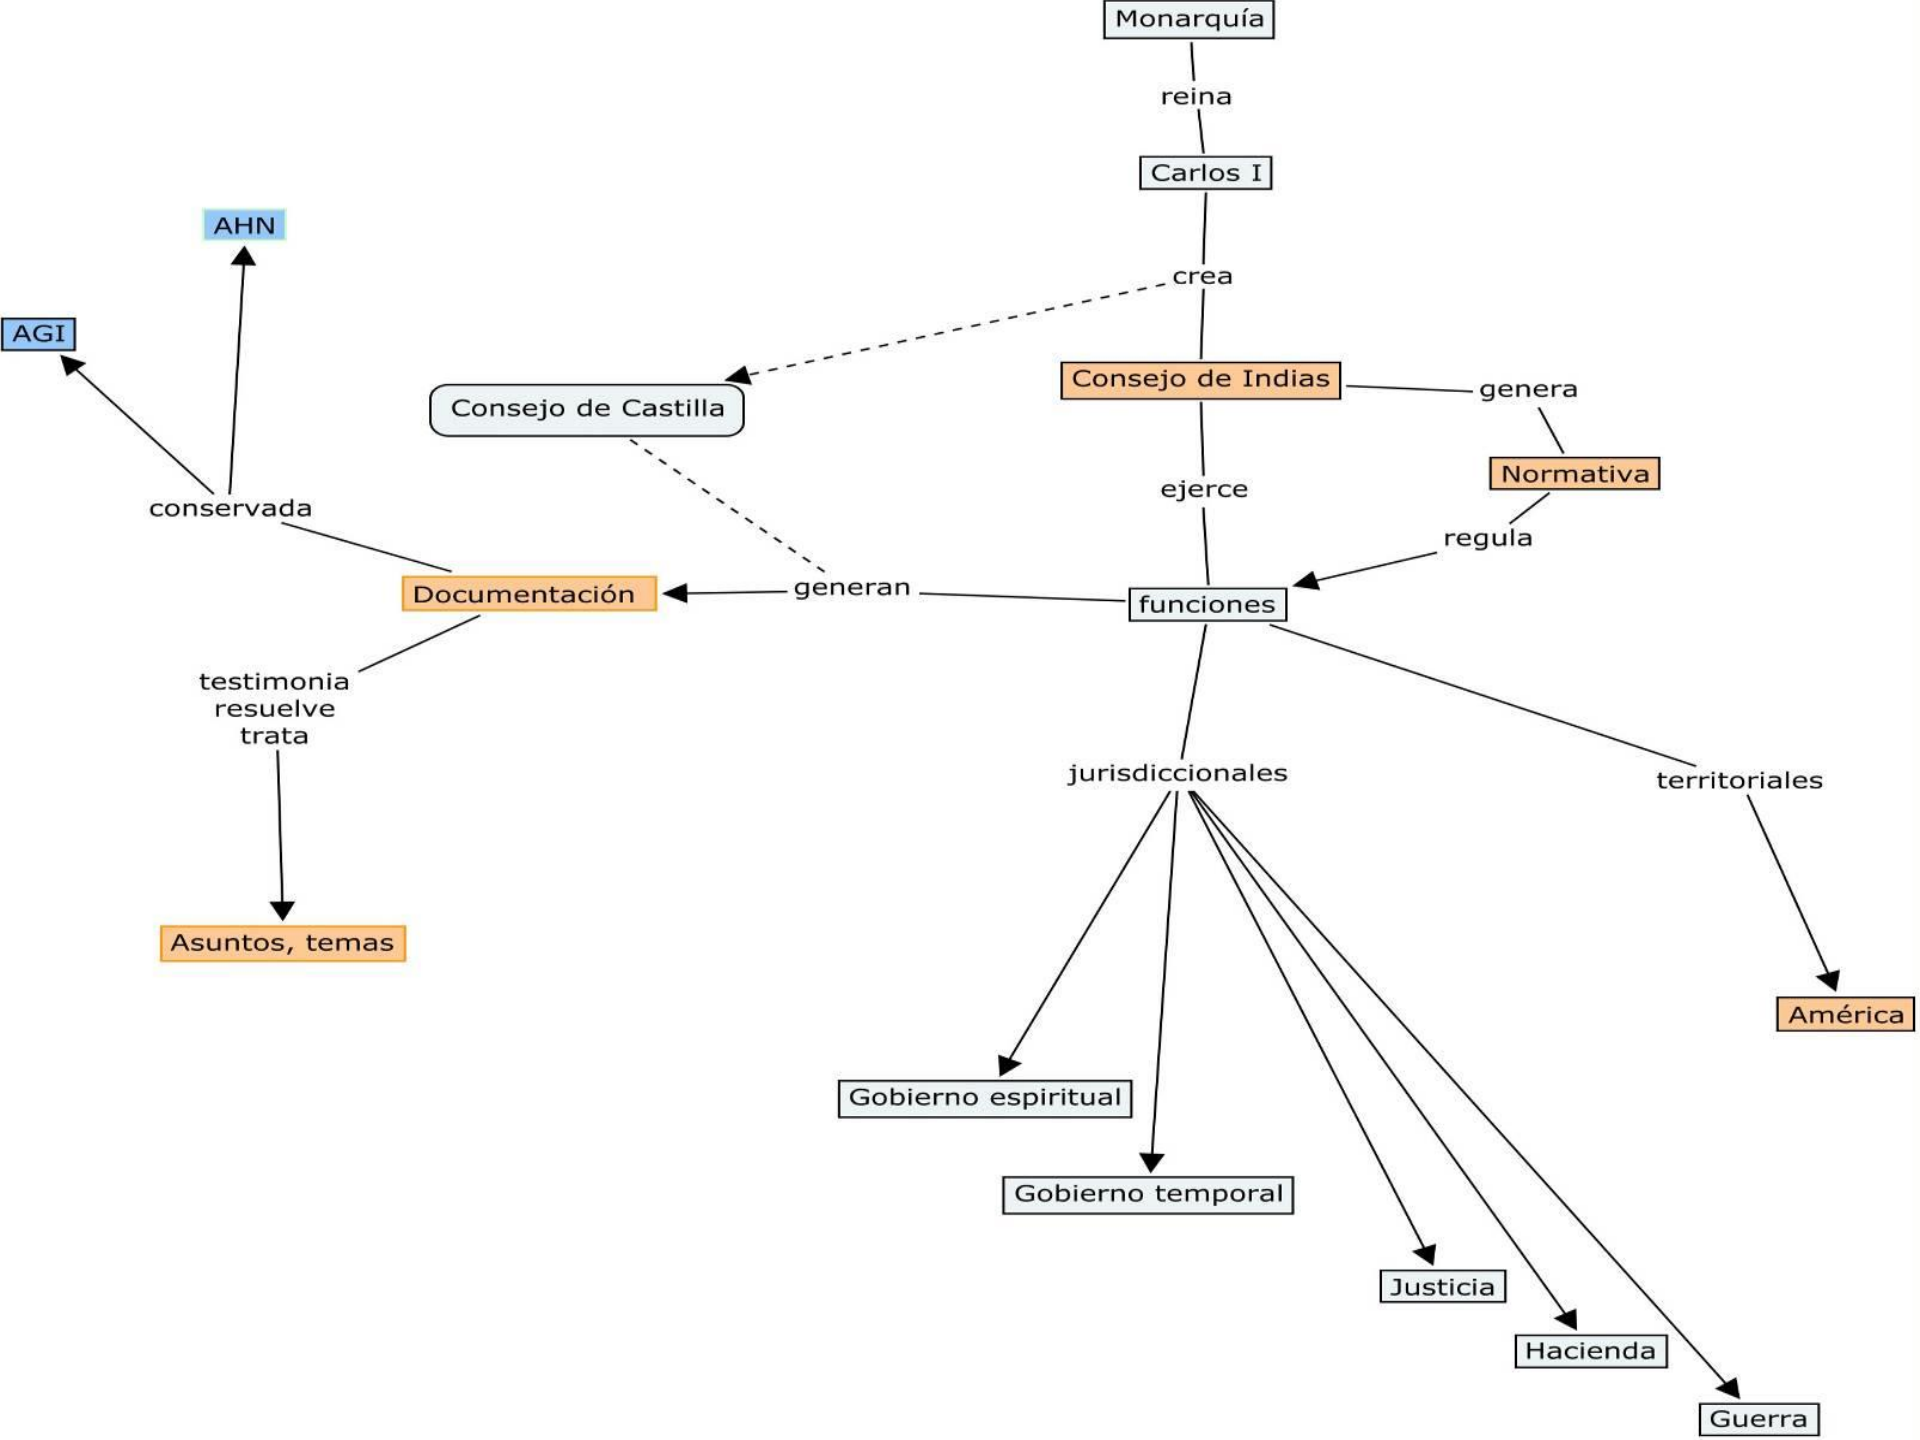 Monarquía
reina
Carlos I
AHN
crea
AGI
Consejo de Indias
genera
Consejo de Castilla
Normativa
ejerce
conservada
regula
generan
Documentación
funciones
testimonia
resuelve
trata
jurisdiccionales
territoriales
Asuntos, temas
América
Gobierno espiritual
Gobierno temporal
Justicia
Hacienda
Guerra